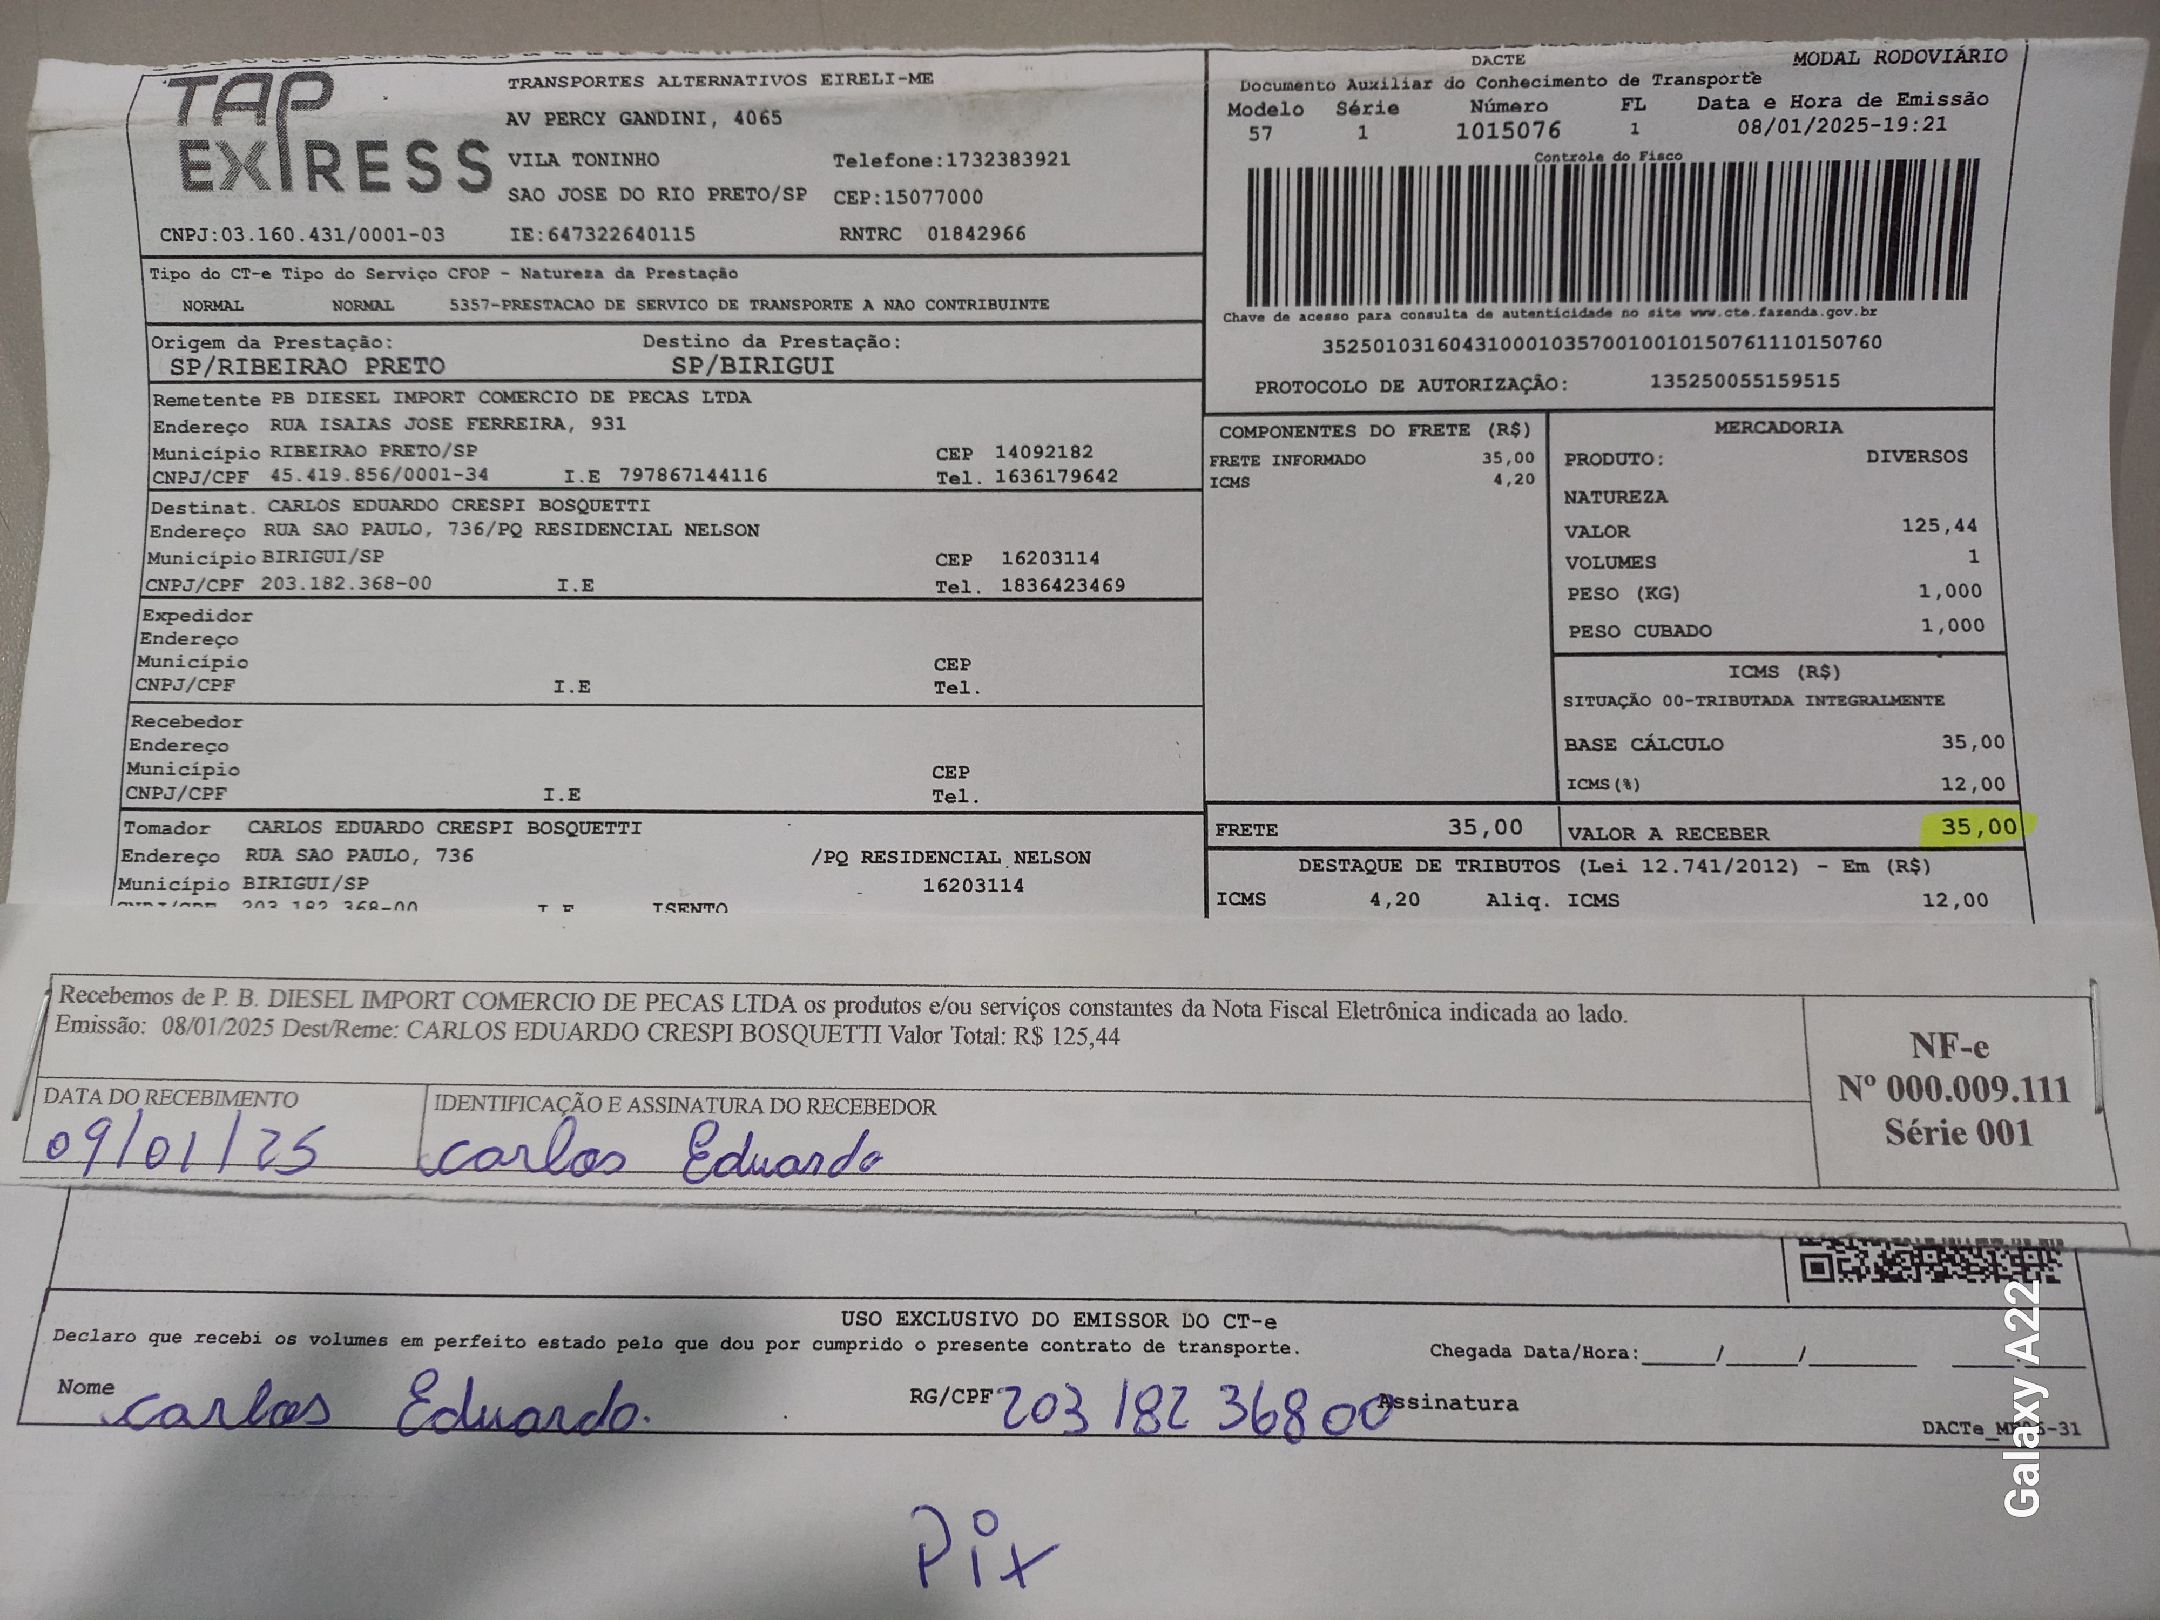 TAP EXPRESS
TRANSPORTES ALTERNATIVOS EIRELI-ME
AV PERCY GANDINI, 4065
VILA TONINHO Telefone:1732383921
SAO JOSE DO RIO PRETO/SP CEP:15077000
CNPJ:03.160.431/0001-03 IE:647322640115 RNTRC 01842966
DACTE MODAL RODOVIÁRIO
Documento Auxiliar do Conhecimento de Transporte
Modelo Série Número FL Data e Hora de Emissão
57 1 1015076 1 08/01/2025-19:21
Controle do Fisco
Chave de acesso para consulta de autenticidade no site www.cte.fazenda.gov.br
35250103160431000103570010010150761110150760
PROTOCOLO DE AUTORIZAÇÃO: 135250055159515
Tipo do CT-e Tipo do Serviço CFOP - Natureza da Prestação
NORMAL NORMAL 5357-PRESTACAO DE SERVICO DE TRANSPORTE A NAO CONTRIBUINTE
Origem da Prestação: Destino da Prestação:
SP/RIBEIRAO PRETO SP/BIRIGUI
Remetente PB DIESEL IMPORT COMERCIO DE PECAS LTDA
Endereço RUA ISAIAS JOSE FERREIRA, 931
Município RIBEIRAO PRETO/SP CEP 14092182
CNPJ/CPF 45.419.856/0001-34 I.E 797867144116 Tel. 1636179642
Destinat. CARLOS EDUARDO CRESPI BOSQUETTI
Endereço RUA SAO PAULO, 736/PQ RESIDENCIAL NELSON
Município BIRIGUI/SP CEP 16203114
CNPJ/CPF 203.182.368-00 I.E Tel. 1836423469
Expedidor
Endereço
Município CEP
CNPJ/CPF I.E Tel.
Recebedor
Endereço
Município CEP
CNPJ/CPF I.E Tel.
Tomador CARLOS EDUARDO CRESPI BOSQUETTI
Endereço RUA SAO PAULO, 736 /PQ RESIDENCIAL NELSON
Município BIRIGUI/SP 16203114
CNPJ/CPF 203.182.368-00 I.E ISENTO
COMPONENTES DO FRETE (R$)
FRETE INFORMADO 35,00
ICMS 4,20
MERCADORIA
PRODUTO: DIVERSOS
NATUREZA
VALOR 125,44
VOLUMES 1
PESO (KG) 1,000
PESO CUBADO 1,000
ICMS (R$)
SITUAÇÃO 00-TRIBUTADA INTEGRALMENTE
BASE CÁLCULO 35,00
ICMS(%) 12,00
FRETE 35,00 VALOR A RECEBER 35,00
DESTAQUE DE TRIBUTOS (Lei 12.741/2012) - Em (R$)
ICMS 4,20 Aliq. ICMS 12,00
Recebemos de P. B. DIESEL IMPORT COMERCIO DE PECAS LTDA os produtos e/ou serviços constantes da Nota Fiscal Eletrônica indicada ao lado.
Emissão: 08/01/2025 Dest/Reme: CARLOS EDUARDO CRESPI BOSQUETTI Valor Total: R$ 125,44
NF-e
Nº 000.009.111
Série 001
DATA DO RECEBIMENTO IDENTIFICAÇÃO E ASSINATURA DO RECEBEDOR
09/01/25 Carlos Eduardo
USO EXCLUSIVO DO EMISSOR DO CT-e
Declaro que recebi os volumes em perfeito estado pelo que dou por cumprido o presente contrato de transporte. Chegada Data/Hora:____/____/____
Nome Carlos Eduardo. RG/CPF 203 182 368 00 Assinatura
Pix
Galaxy A22